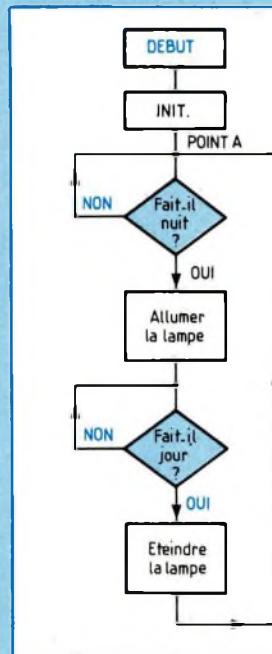 DEBUT
INIT.
POINT A
NON
Fait-il
nuit
?
OUI
Allumer
la lampe
NON
Fait-il
jour
?
OUI
Eteindre
la lampe